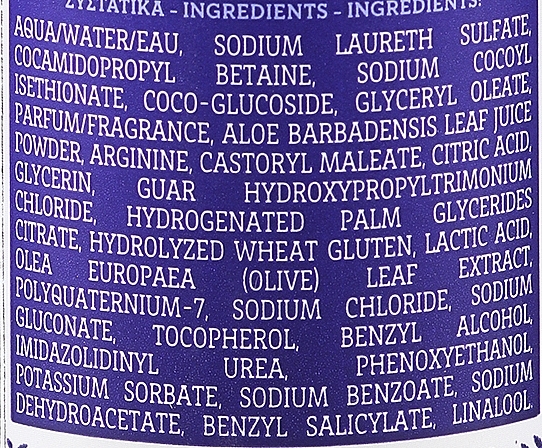 ΣΥΣΤΑΤΙΚΑ - INGREDIENTS - INGREDIENTS:
AQUA/WATER/EAU, SODIUM LAURETH SULFATE,
COCAMIDOPROPYL BETAINE, SODIUM COCOYL
ISETHIONATE, COCO-GLUCOSIDE, GLYCERYL OLEATE,
PARFUM/FRAGRANCE, ALOE BARBADENSIS LEAF JUICE
POWDER, ARGININE, CASTORYL MALEATE, CITRIC ACID,
GLYCERIN, GUAR HYDROXYPROPYLTRIMONIUM
CHLORIDE, HYDROGENATED PALM GLYCERIDES
CITRATE, HYDROLYZED WHEAT GLUTEN, LACTIC ACID,
OLEA EUROPAEA (OLIVE) LEAF EXTRACT,
POLYQUATERNIUM-7, SODIUM CHLORIDE, SODIUM
GLUCONATE, TOCOPHEROL, BENZYL ALCOHOL,
IMIDAZOLIDINYL UREA, PHENOXYETHANOL,
POTASSIUM SORBATE, SODIUM BENZOATE, SODIUM
DEHYDROACETATE, BENZYL SALICYLATE, LINALOOL.